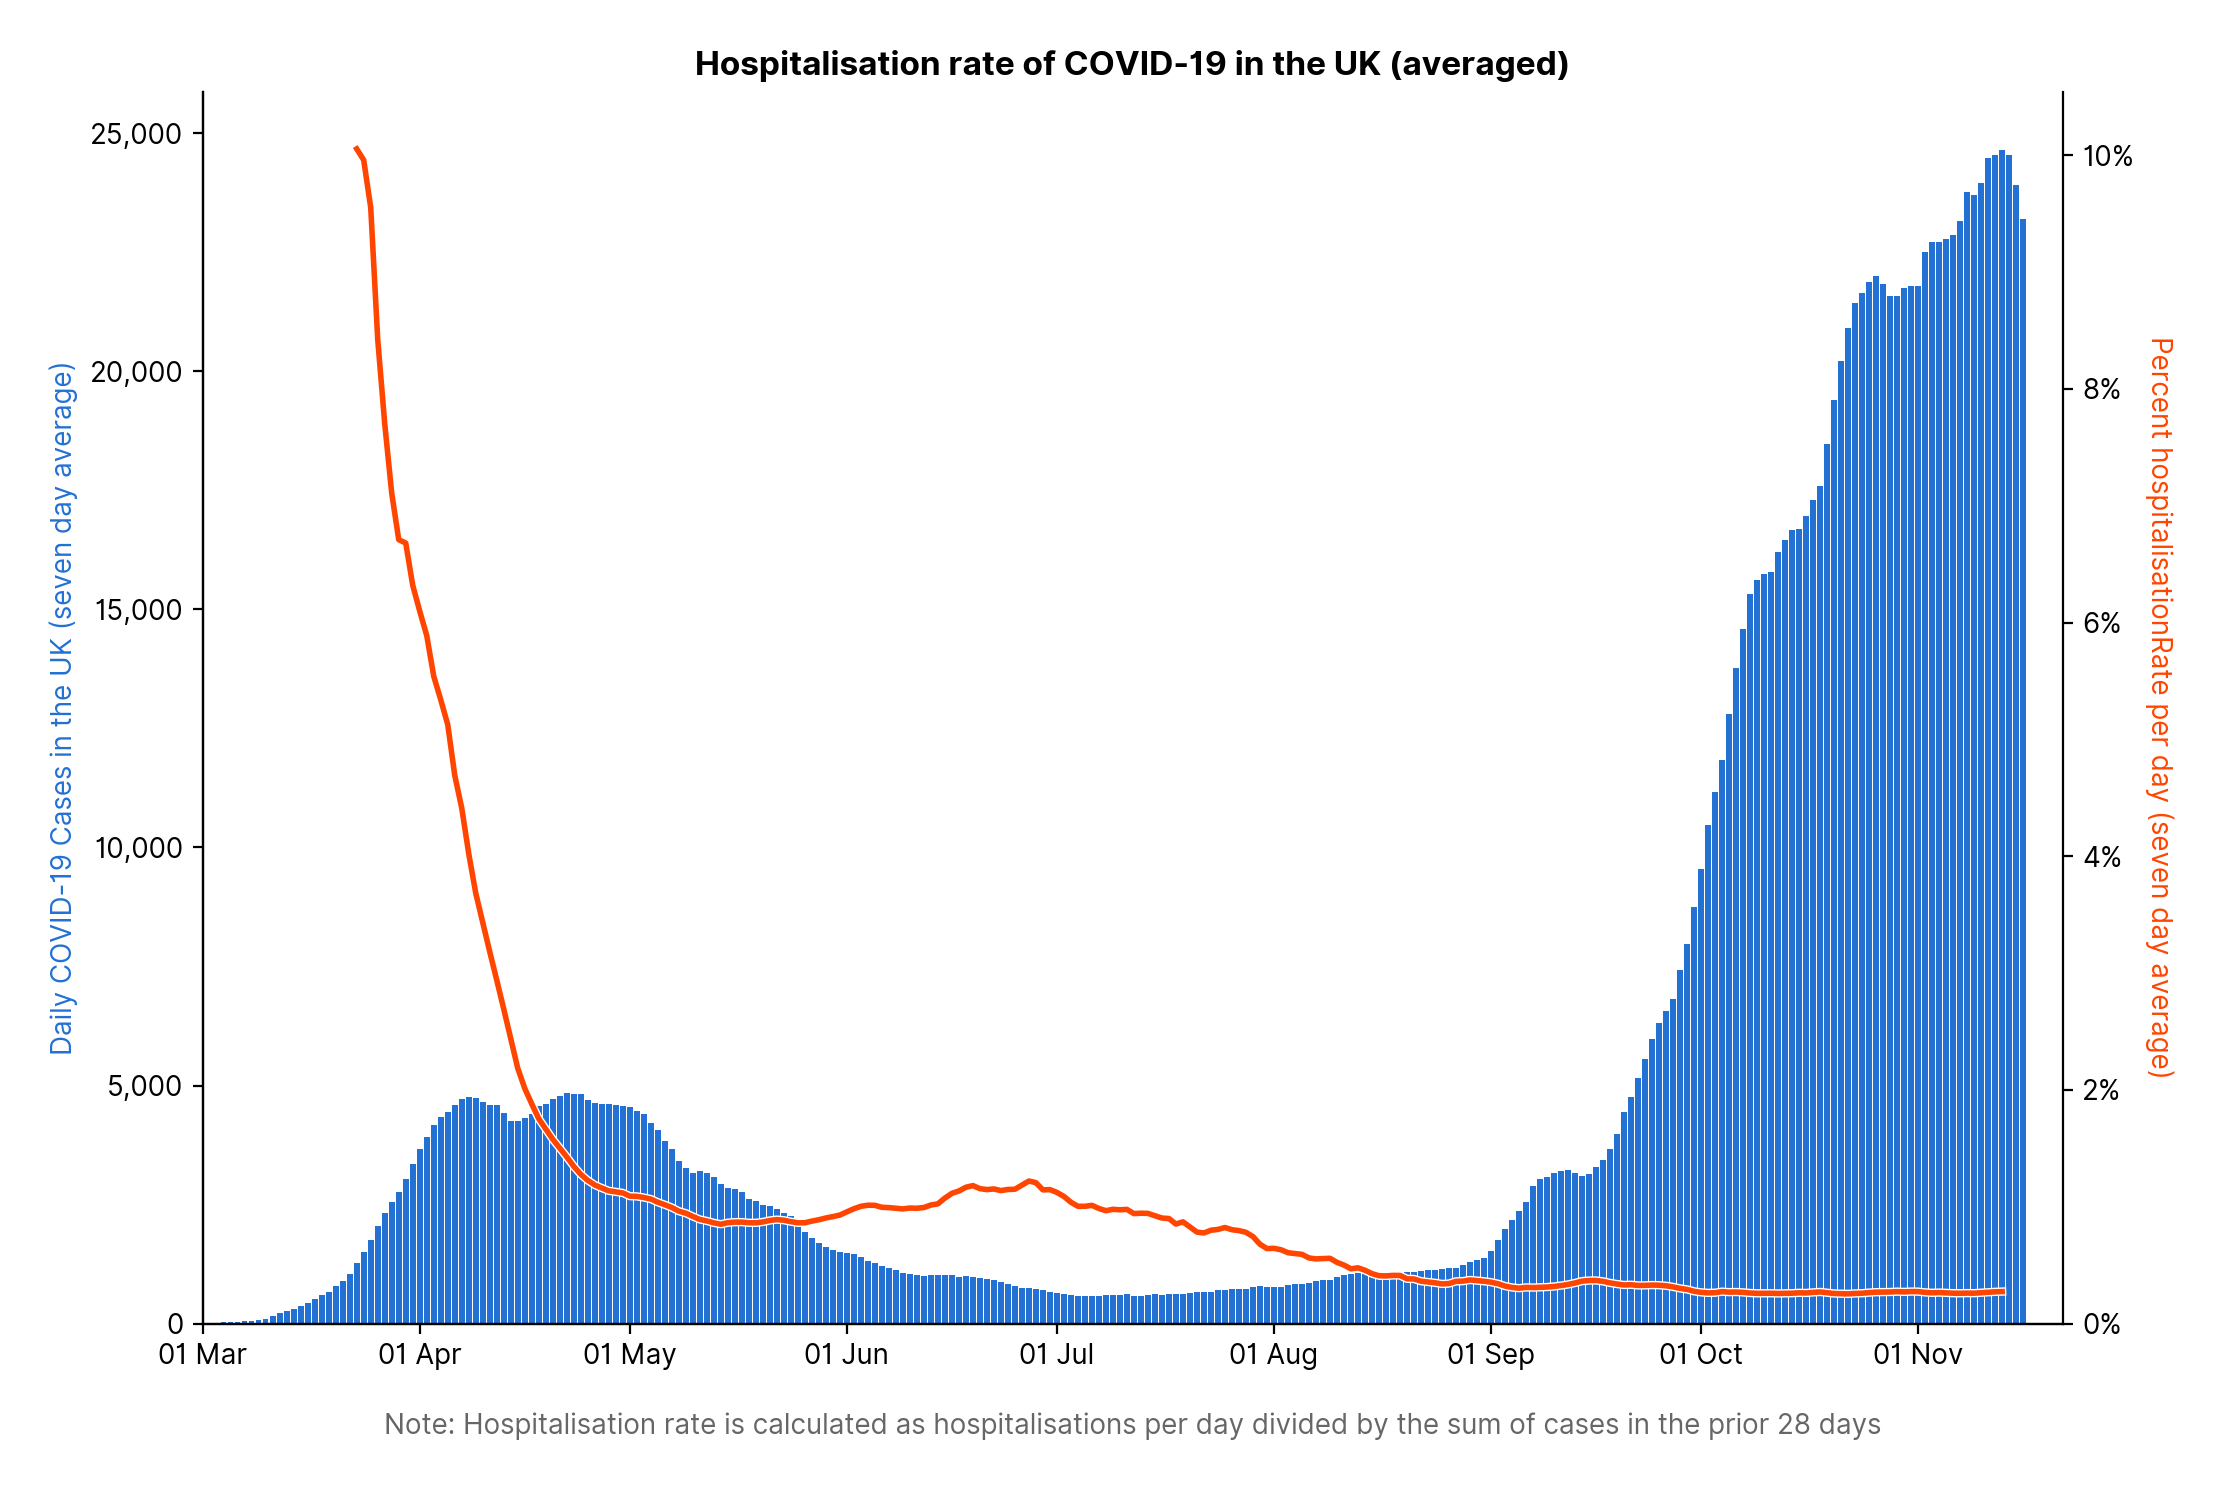 Hospitalisation rate of COVID-19 in the UK (averaged)
Daily COVID-19 Cases in the UK (seven day average)
25,000
20,000
15,000
10,000
5,000
0
10%
8%
6%
4%
2%
0%
Percent hospitalisationRate per day (seven day average)
01 Mar
01 Apr
01 May
01 Jun
01 Jul
01 Aug
01 Sep
01 Oct
01 Nov
Note: Hospitalisation rate is calculated as hospitalisations per day divided by the sum of cases in the prior 28 days